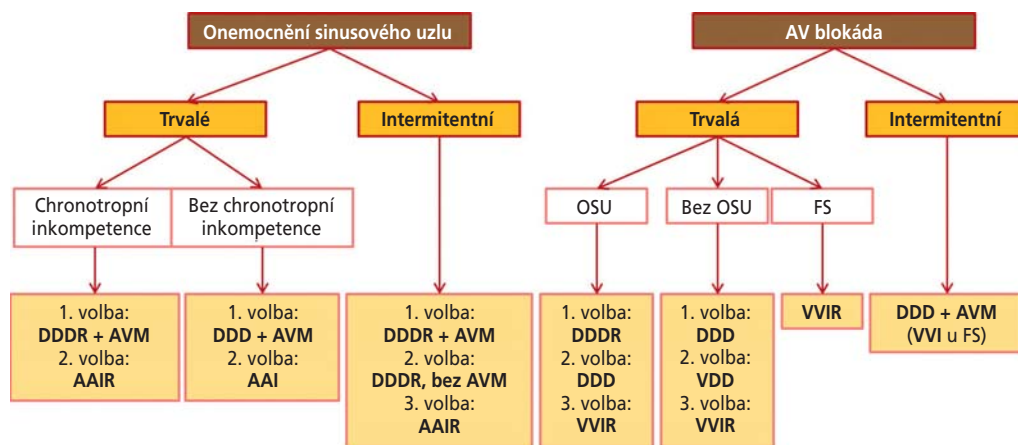 Onemocnění sinusového uzlu
AV blokáda
Trvalé
Intermitentní
Trvalá
Intermitentní
Chronotropní
inkompetence
Bez chronotropní
inkompetence
OSU
Bez OSU
FS
1. volba:
DDDR + AVM
2. volba:
AAIR
1. volba:
DDD + AVM
2. volba:
AAI
1. volba:
DDDR + AVM
2. volba:
DDDR, bez AVM
3. volba:
AAIR
1. volba:
DDDR
2. volba:
DDD
3. volba:
VVIR
1. volba:
DDD
2. volba:
VDD
3. volba:
VVIR
VVIR
DDD + AVM
(VVI u FS)